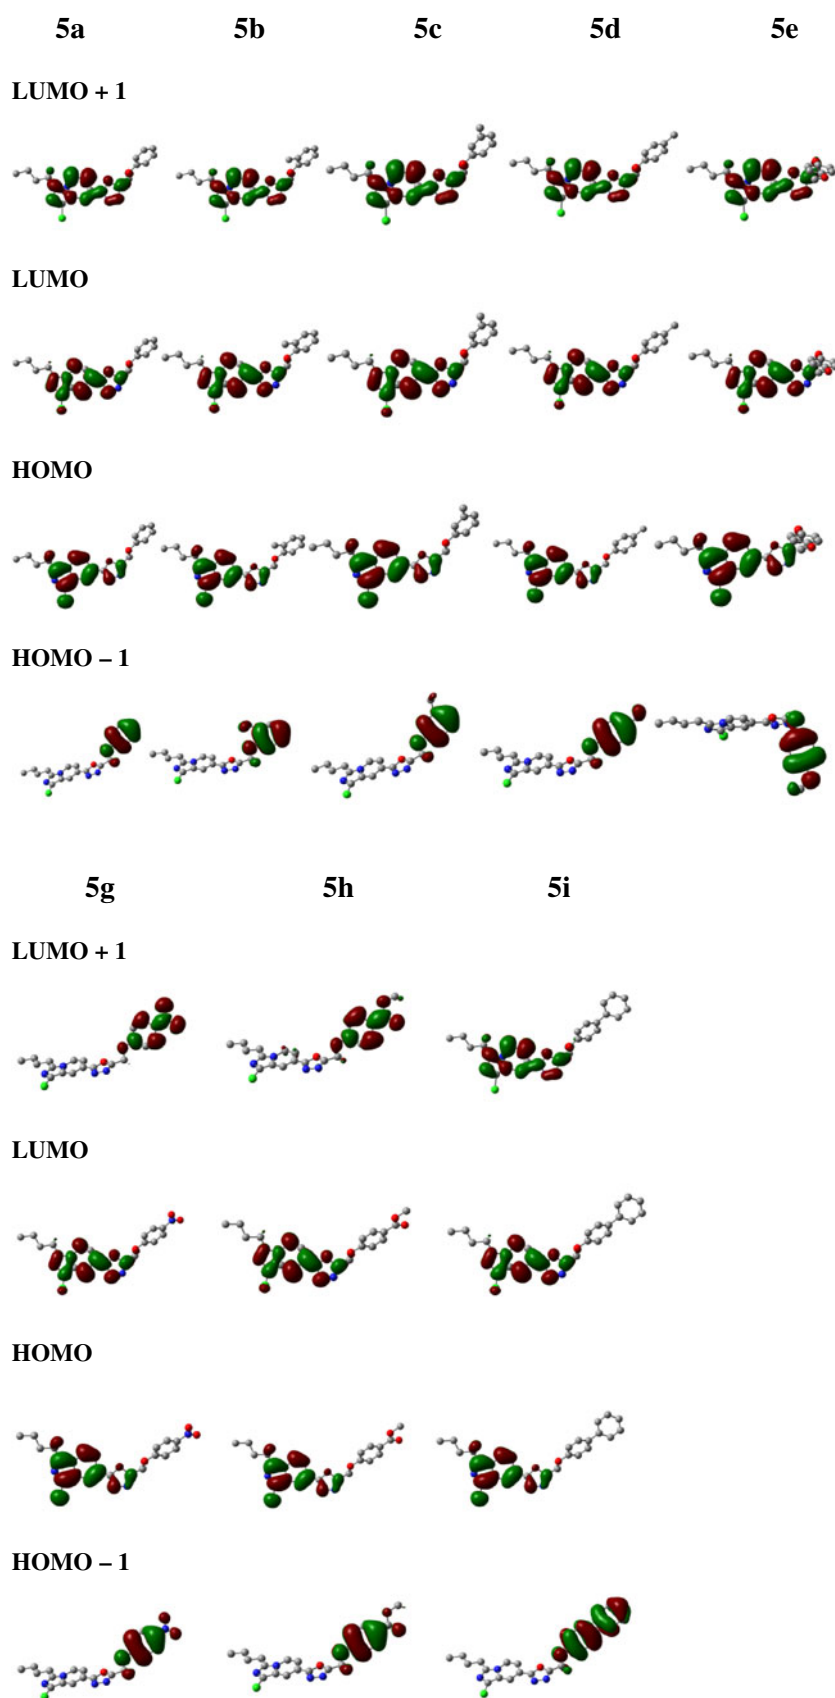 5a 5b 5c 5d 5e
LUMO + 1
LUMO
HOMO
HOMO – 1
5g 5h 5i
LUMO + 1
LUMO
HOMO
HOMO – 1